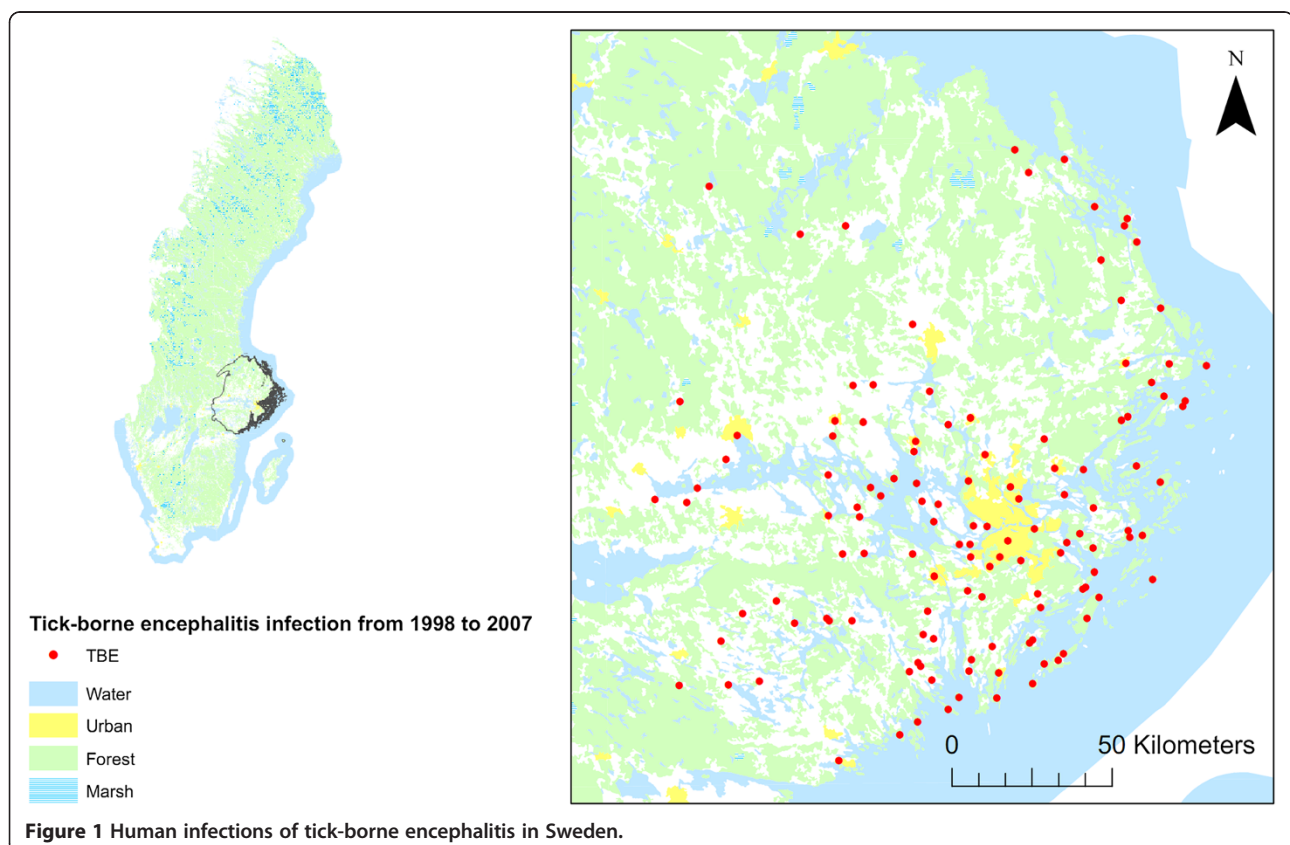 N
Tick-borne encephalitis infection from 1998 to 2007
TBE
Water
Urban
Forest
Marsh
0 50 Kilometers
Figure 1 Human infections of tick-borne encephalitis in Sweden.